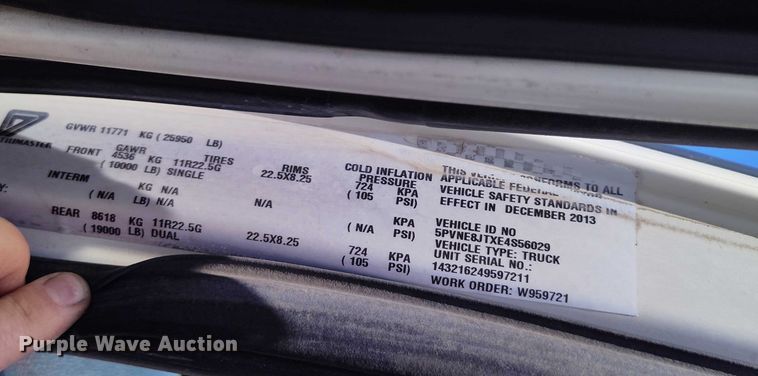 UTILIMASTER
GVWR 11771 KG ( 25950 LB)
GAWR TIRES RIMS COLD INFLATION PRESSURE
FRONT 4536 KG 11R22.5G 22.5X8.25 724 KPA
(10000 LB) SINGLE ( 105 PSI)
INTERM KG N/A N/A KPA
( N/A LB) N/A ( N/A PSI)
REAR 8618 KG 11R22.5G 22.5X8.25 724 KPA
(19000 LB) DUAL ( 105 PSI)
THIS CONFORMS TO ALL
APPLICABLE FEDERAL
VEHICLE SAFETY STANDARDS IN
EFFECT IN DECEMBER 2013
VEHICLE ID NO
5PVNE8JTXE4S56029
VEHICLE TYPE: TRUCK
UNIT SERIAL NO:
143216249597211
WORK ORDER: W959721
Purple Wave Auction